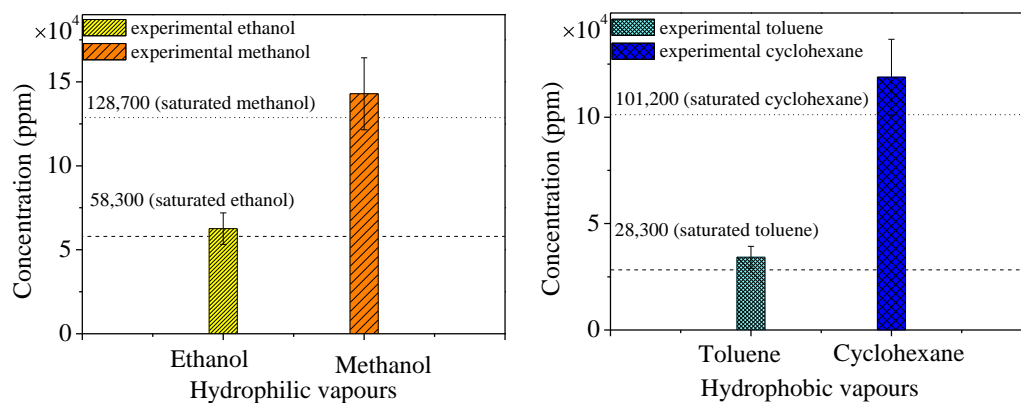 ×10⁴
experimental ethanol
experimental methanol
15
128,700 (saturated methanol)
10
58,300 (saturated ethanol)
5
0
Concentration (ppm)
Ethanol
Methanol
Hydrophilic vapours
×10⁴
experimental toluene
experimental cyclohexane
101,200 (saturated cyclohexane)
10
5
28,300 (saturated toluene)
0
Concentration (ppm)
Toluene
Cyclohexane
Hydrophobic vapours